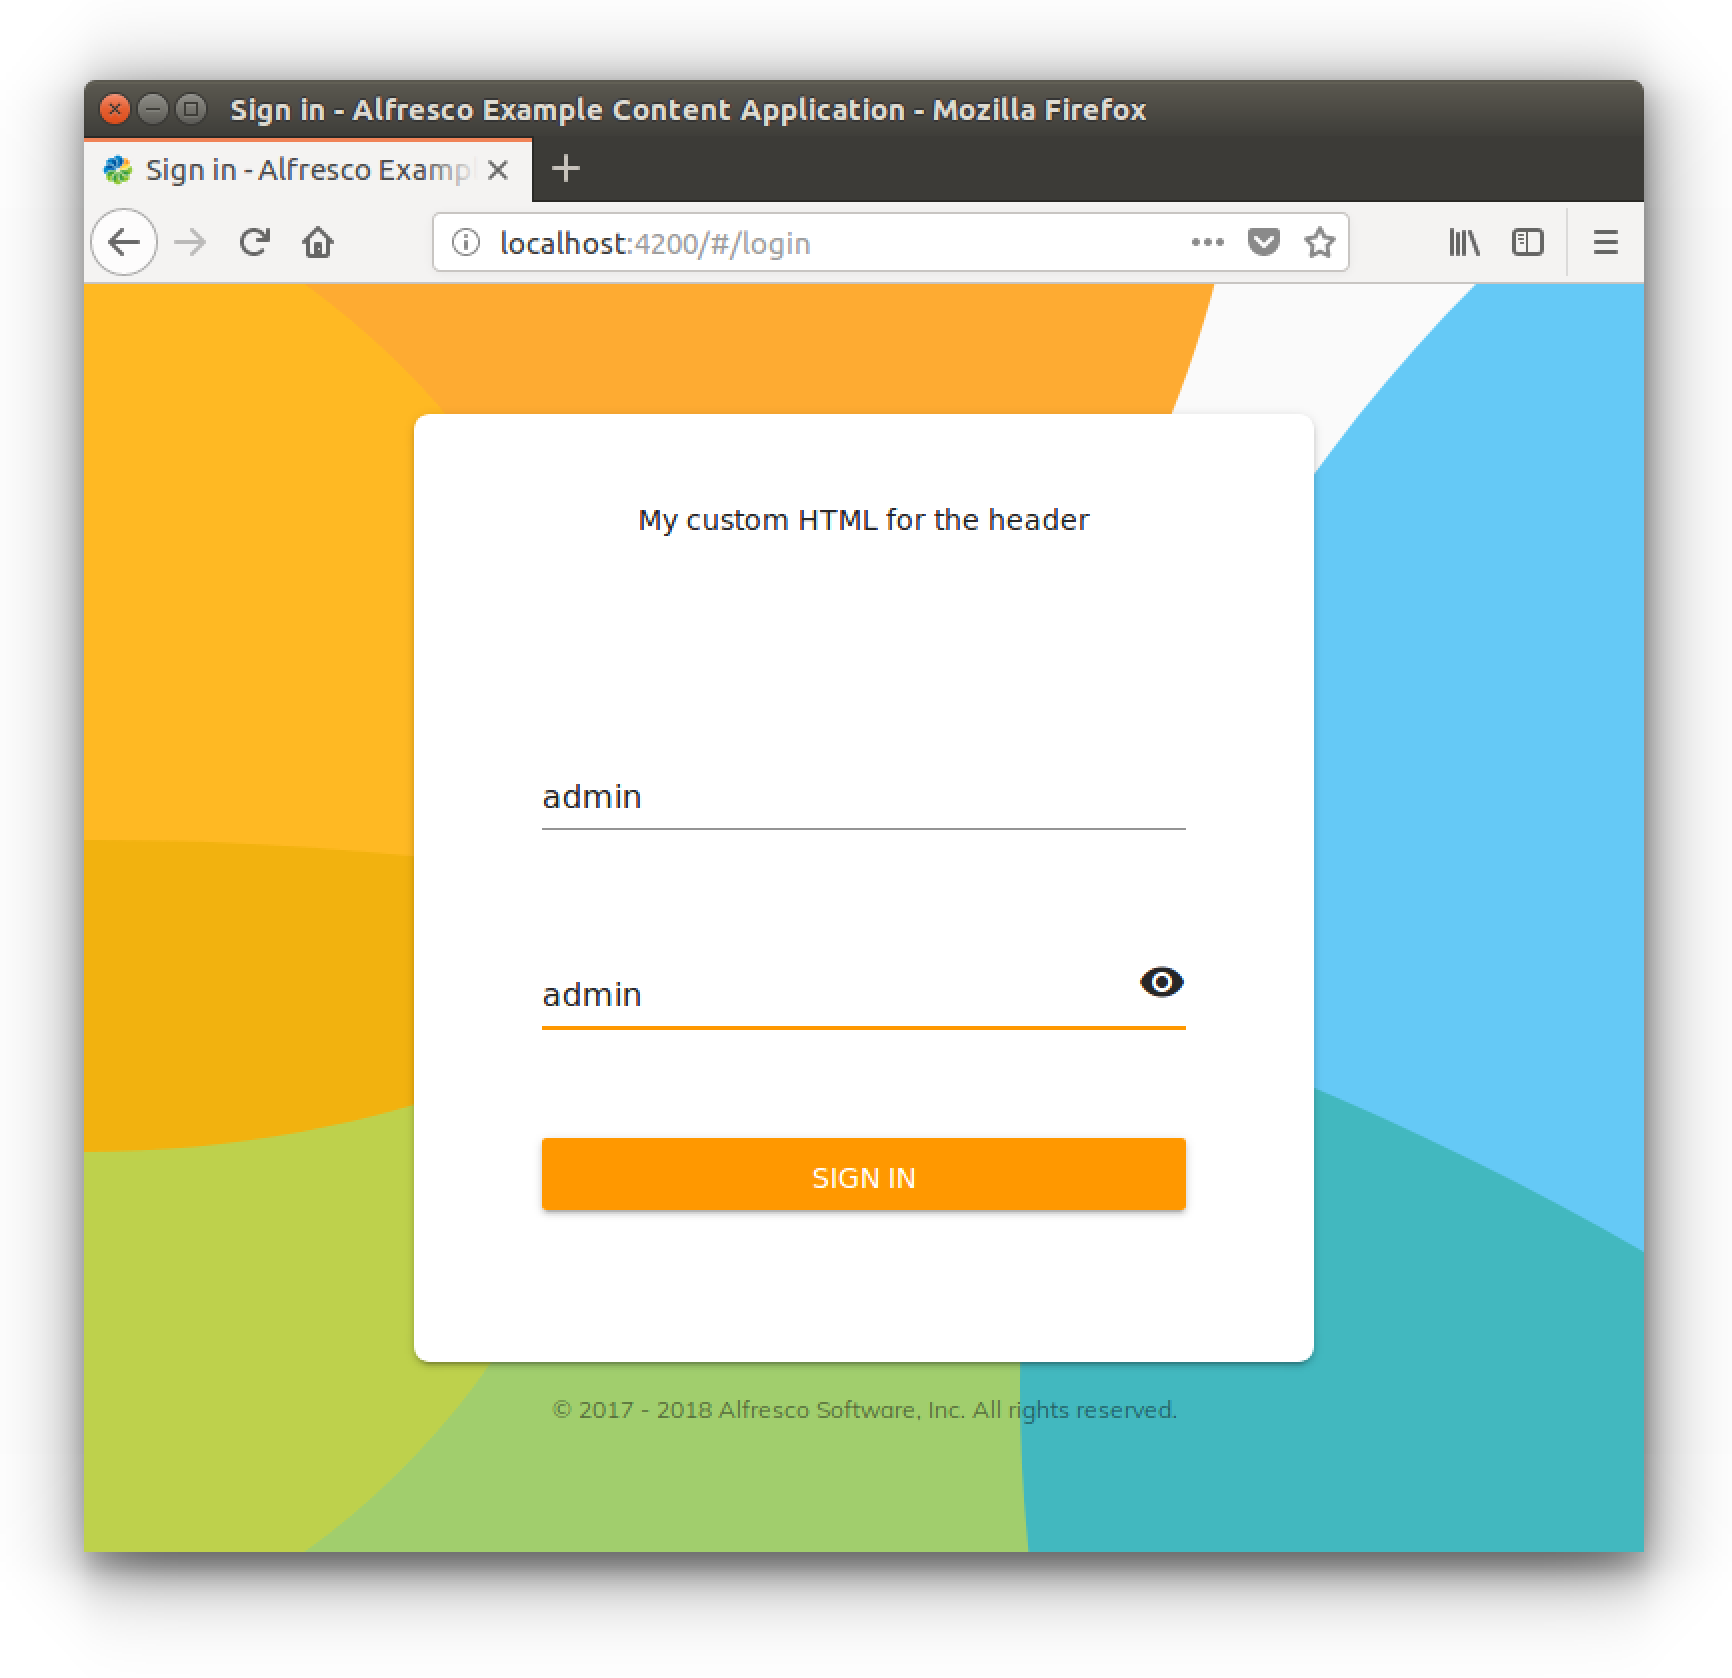 Sign in - Alfresco Example Content Application - Mozilla Firefox
Sign in - Alfresco Examp
localhost:4200/#/login
My custom HTML for the header
admin
admin
SIGN IN
© 2017 - 2018 Alfresco Software, Inc. All rights reserved.